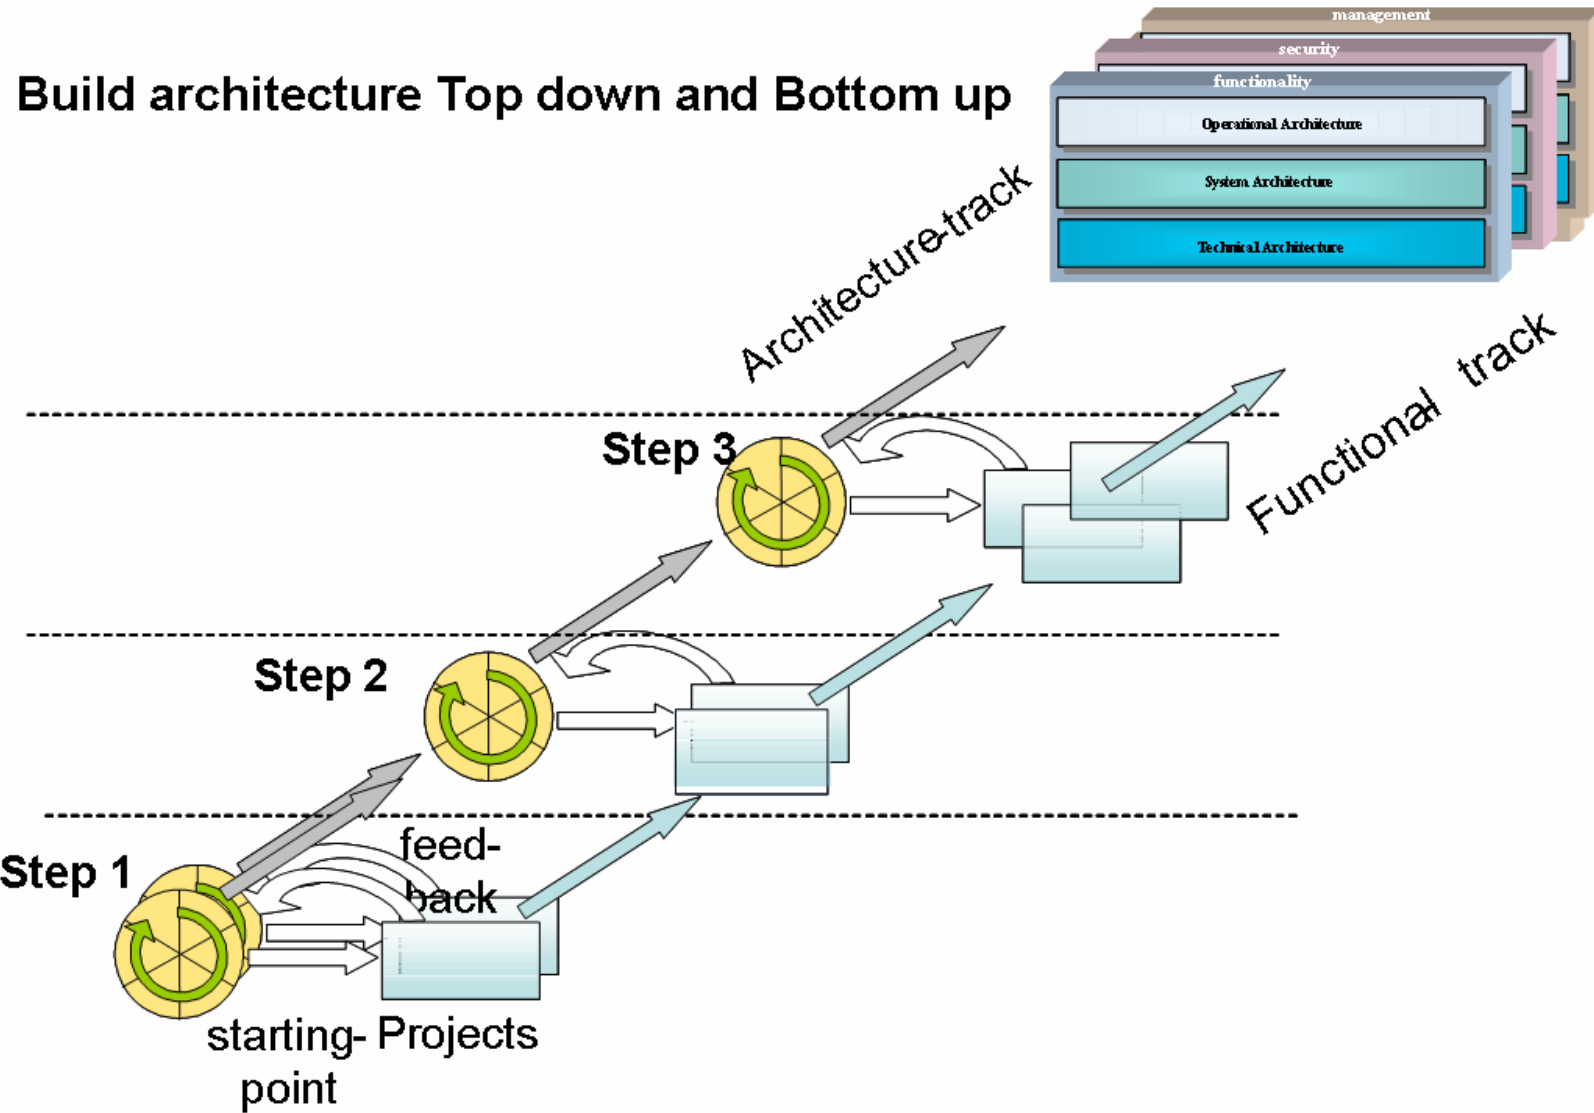 management
security
functionality
Build architecture Top down and Bottom up
Operational Architecture
System Architecture
Technical Architecture
Architecture-track
Functional track
Step 3
Step 2
Step 1
feed-
back
starting- Projects
point